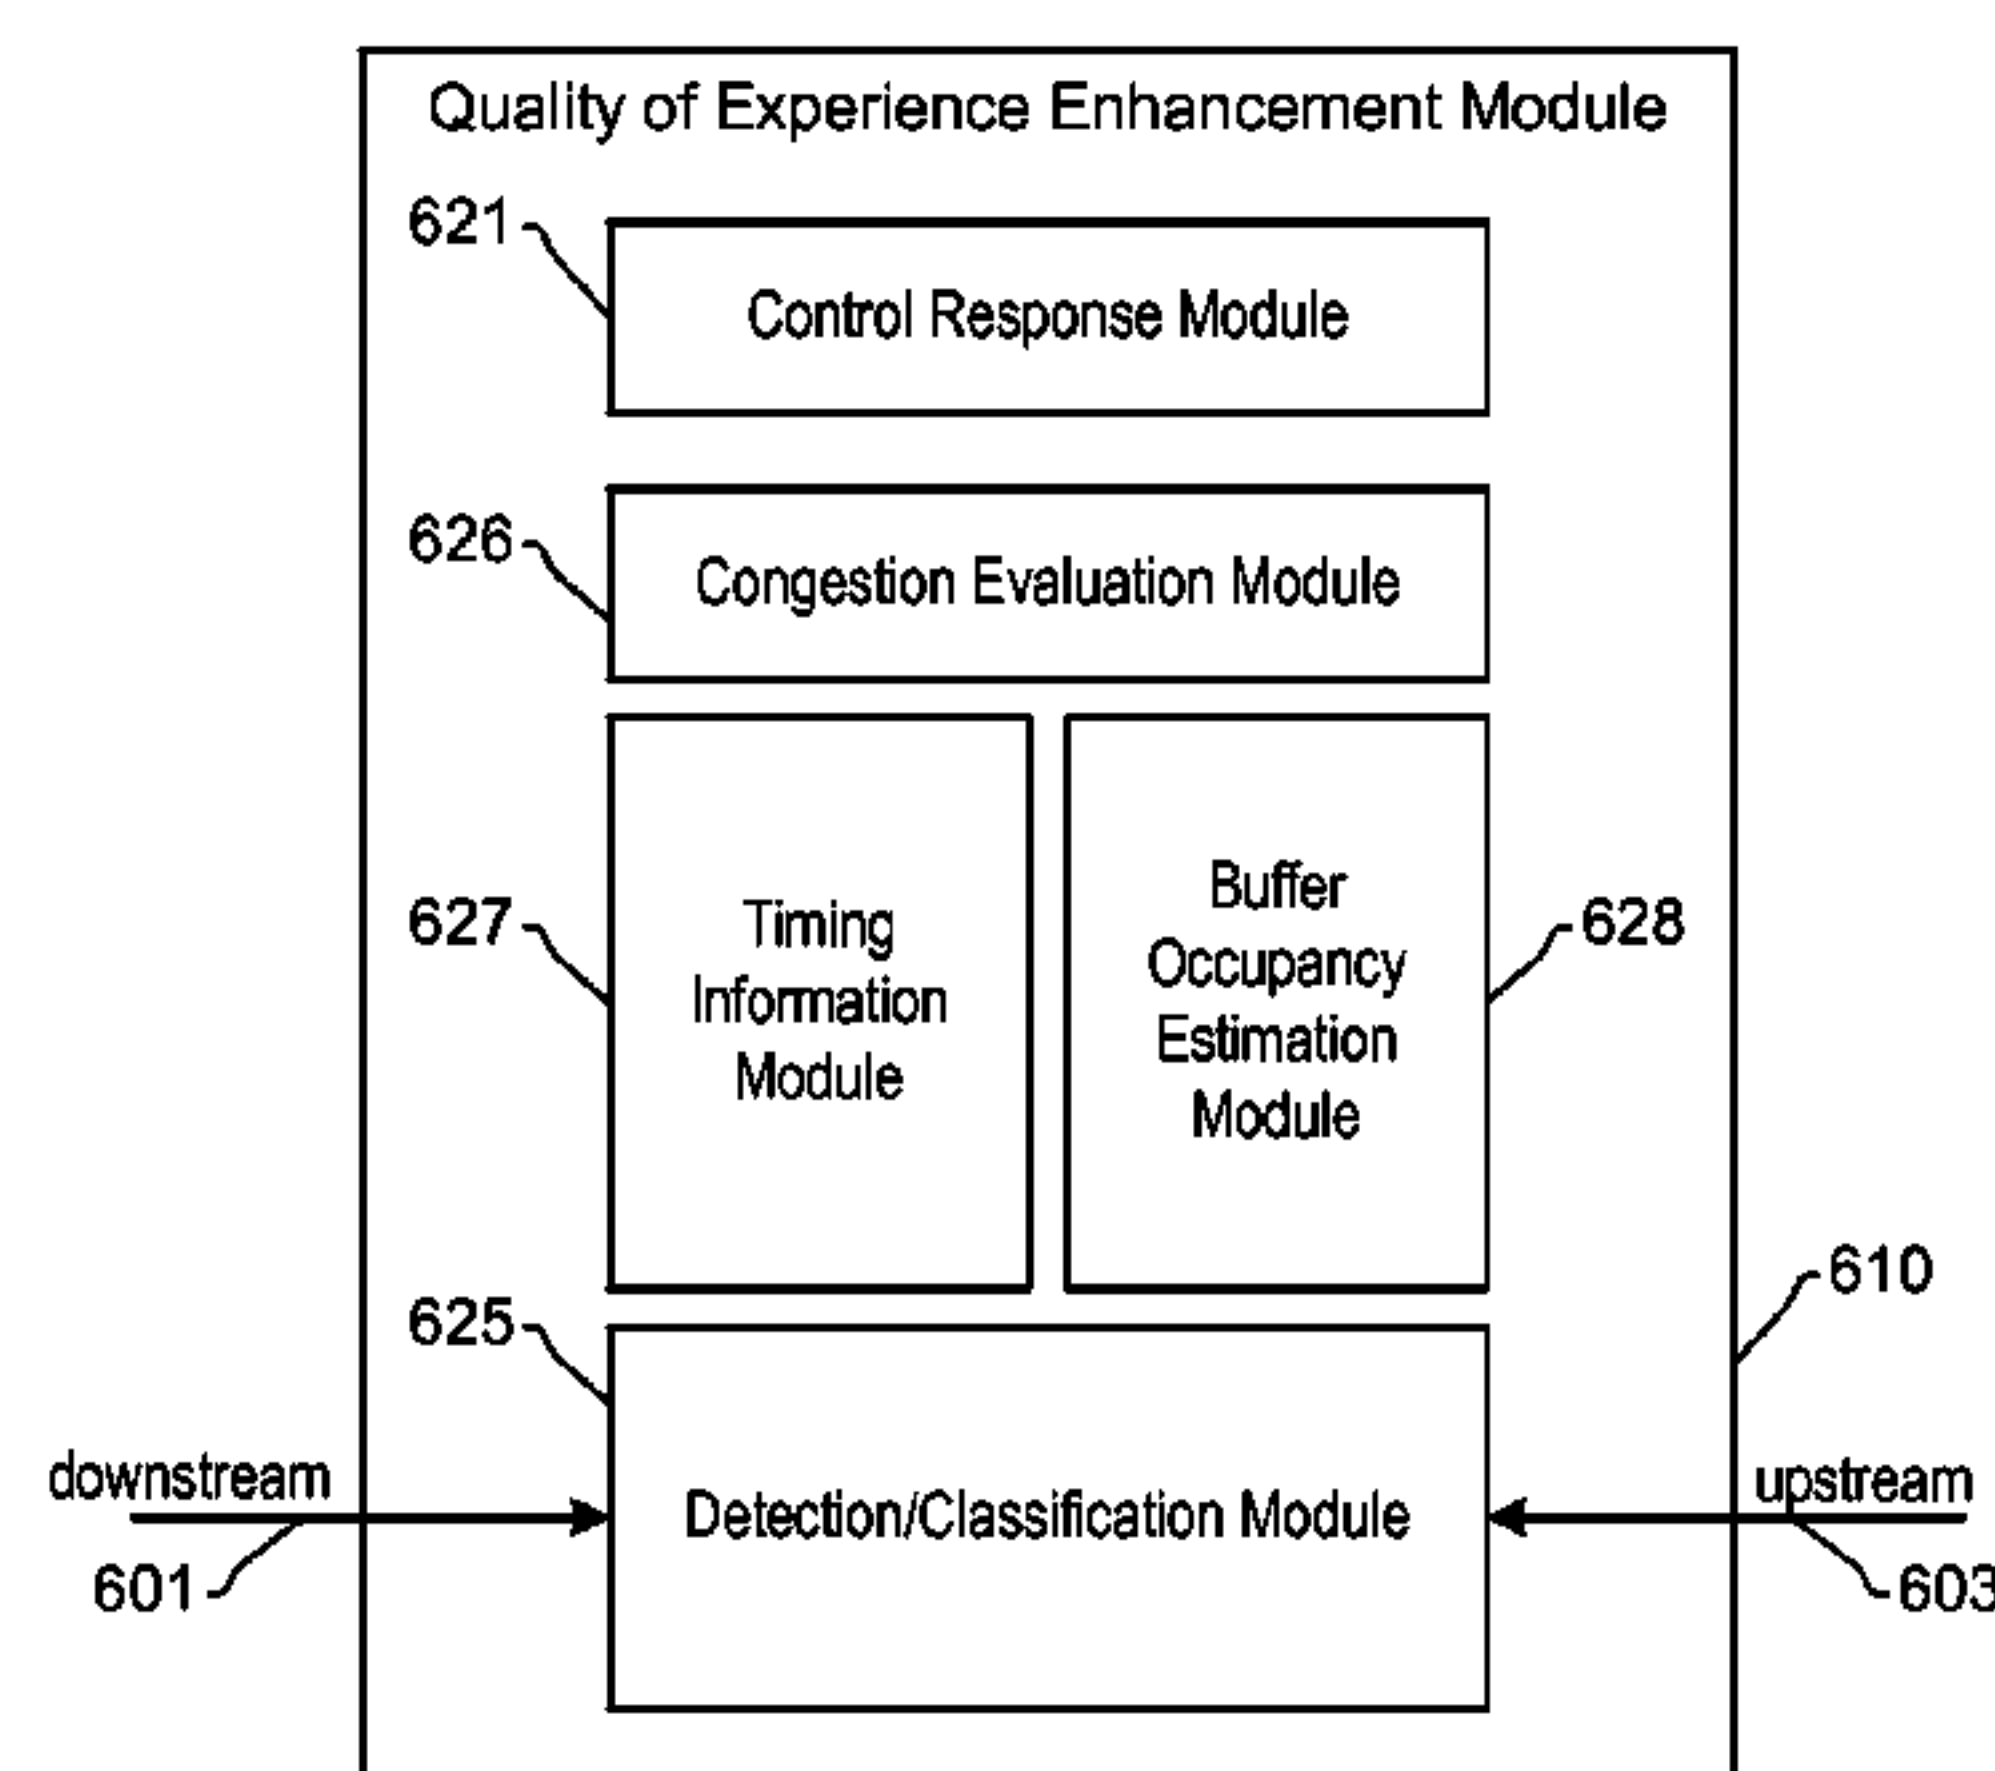 Quality of Experience Enhancement Module
621
Control Response Module
626
Congestion Evaluation Module
627
Timing
Information
Module
Buffer
Occupancy
Estimation
Module
628
610
625
downstream
Detection/Classification Module
upstream
601
603